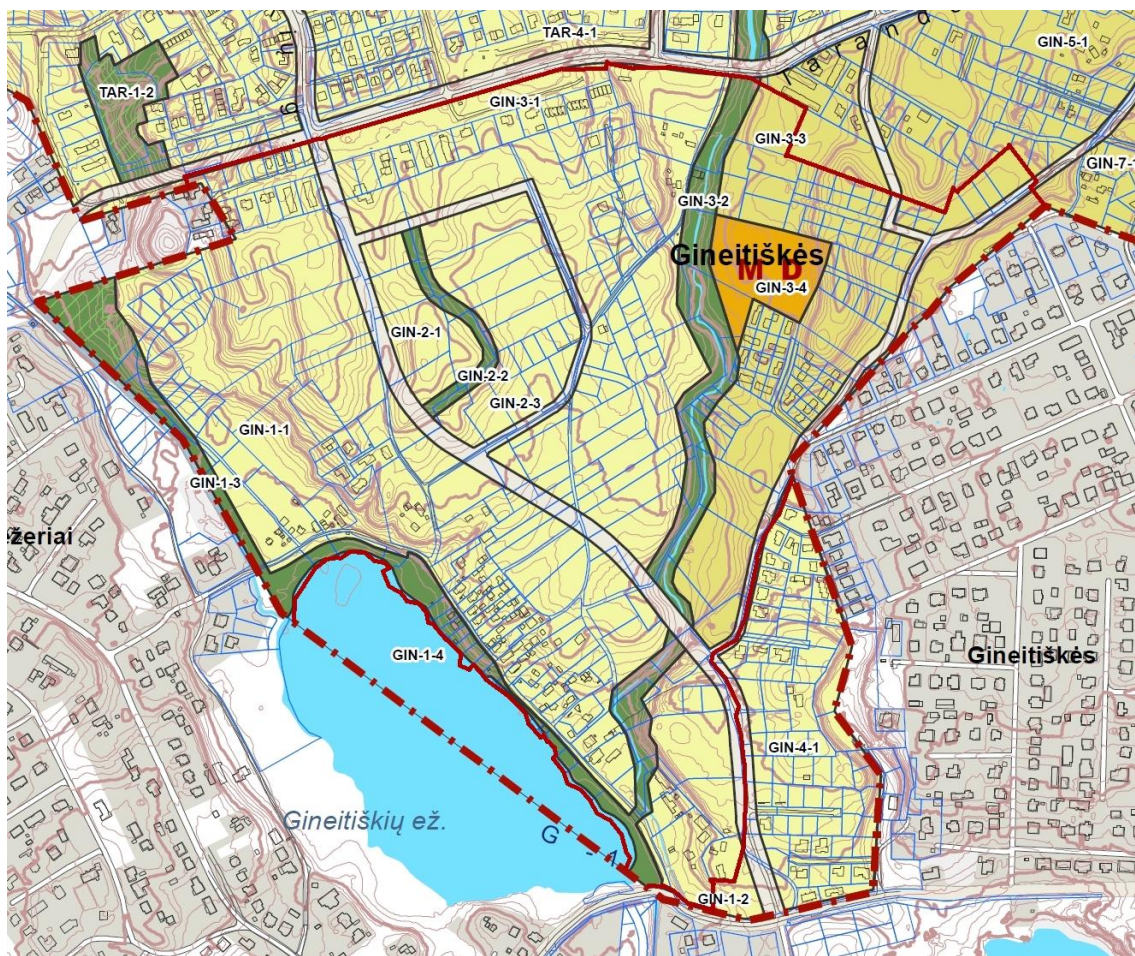 TAR-4-1
GIN-5-1
TAR-1-2
GIN-3-1
GIN-3-3
GIN-7-1
GIN-3-2
Gineitiškės
M D
GIN-3-4
GIN-2-1
GIN-2-2
GIN-2-3
GIN-1-1
GIN-1-3
ežeriai
GIN-1-4
Gineitiškės
GIN-4-1
Gineitiškių ež.
G
A
GIN-1-2